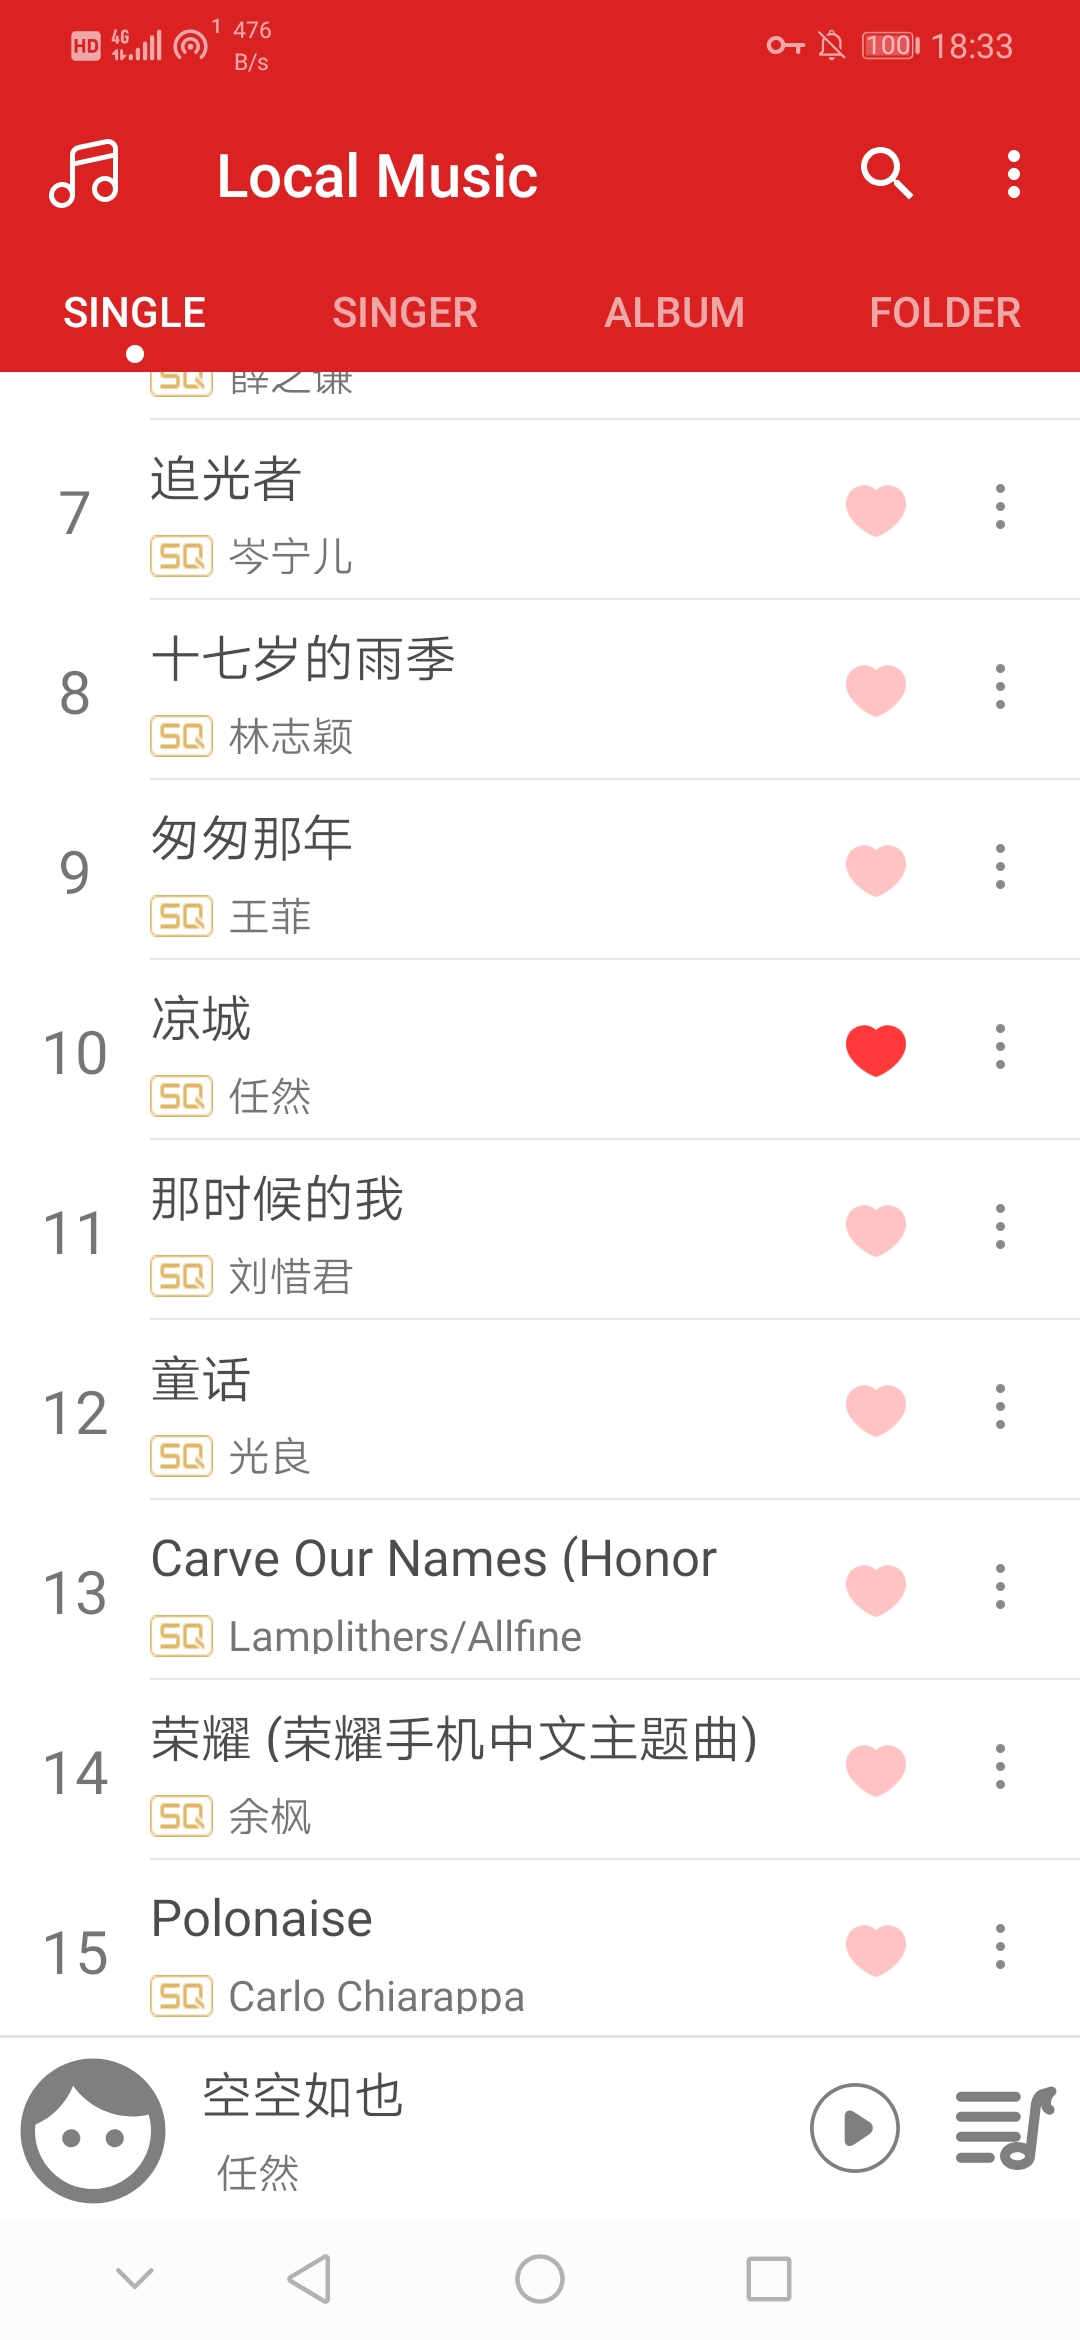 HD 4G 1 476 B/s 100 18:33
Local Music
SINGLE SINGER ALBUM FOLDER
SQ 薛之谦
7 追光者
SQ 岑宁儿
8 十七岁的雨季
SQ 林志颖
9 匆匆那年
SQ 王菲
10 凉城
SQ 任然
11 那时候的我
SQ 刘惜君
12 童话
SQ 光良
13 Carve Our Names (Honor
SQ Lamplithers/Allfine
14 荣耀 (荣耀手机中文主题曲)
SQ 余枫
15 Polonaise
SQ Carlo Chiarappa
空空如也
任然